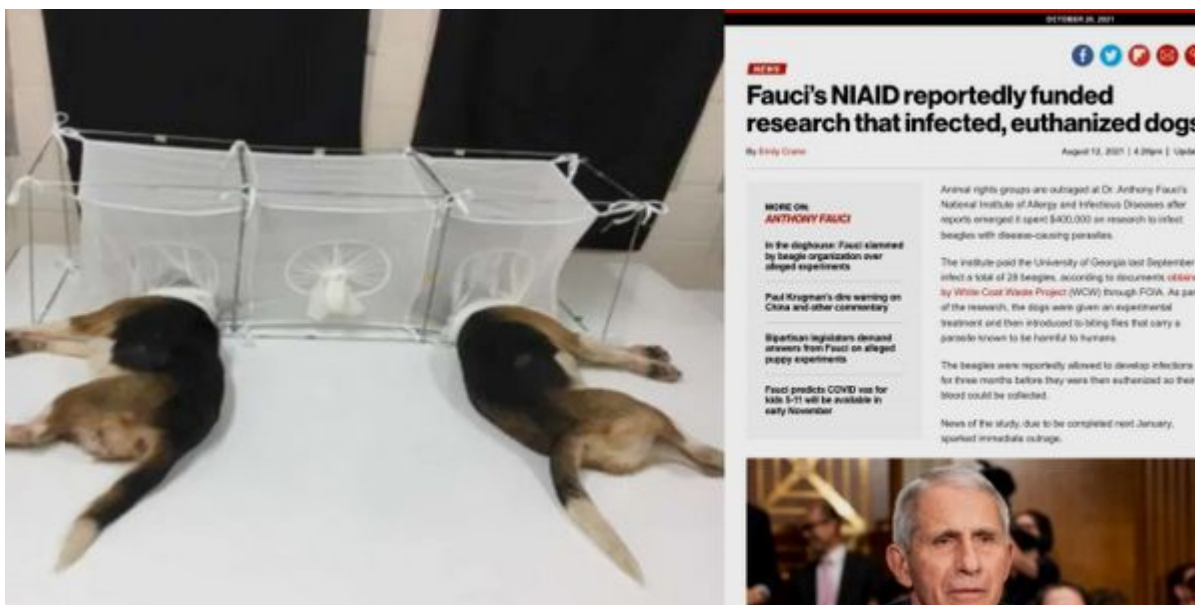 OCTOBER 26, 2021
NEWS
Fauci's NIAID reportedly funded
research that infected, euthanized dogs
By Emily Crane
August 12, 2021 | 4:26pm | Upda
MORE ON:
ANTHONY FAUCI
In the doghouse: Fauci slammed
by beagle organization over
alleged experiments
Paul Krugman's dire warning on
China and other commentary
Bipartisan legislators demand
answers from Fauci on alleged
puppy experiments
Fauci predicts COVID vax for
kids 5-11 will be available in
early November
Animal rights groups are outraged at Dr. Anthony Fauci's
National Institute of Allergy and Infectious Diseases after
reports emerged it spent $400,000 on research to infect
beagles with disease-causing parasites.
The institute paid the University of Georgia last September
infect a total of 28 beagles, according to documents obtain
by White Coat Waste Project (WCW) through FOIA. As par
of the research, the dogs were given an experimental
treatment and then introduced to biting flies that carry a
parasite known to be harmful to humans.
The beagles were reportedly allowed to develop infections
for three months before they were then euthanized so their
blood could be collected.
News of the study, due to be completed next January,
sparked immediate outrage.